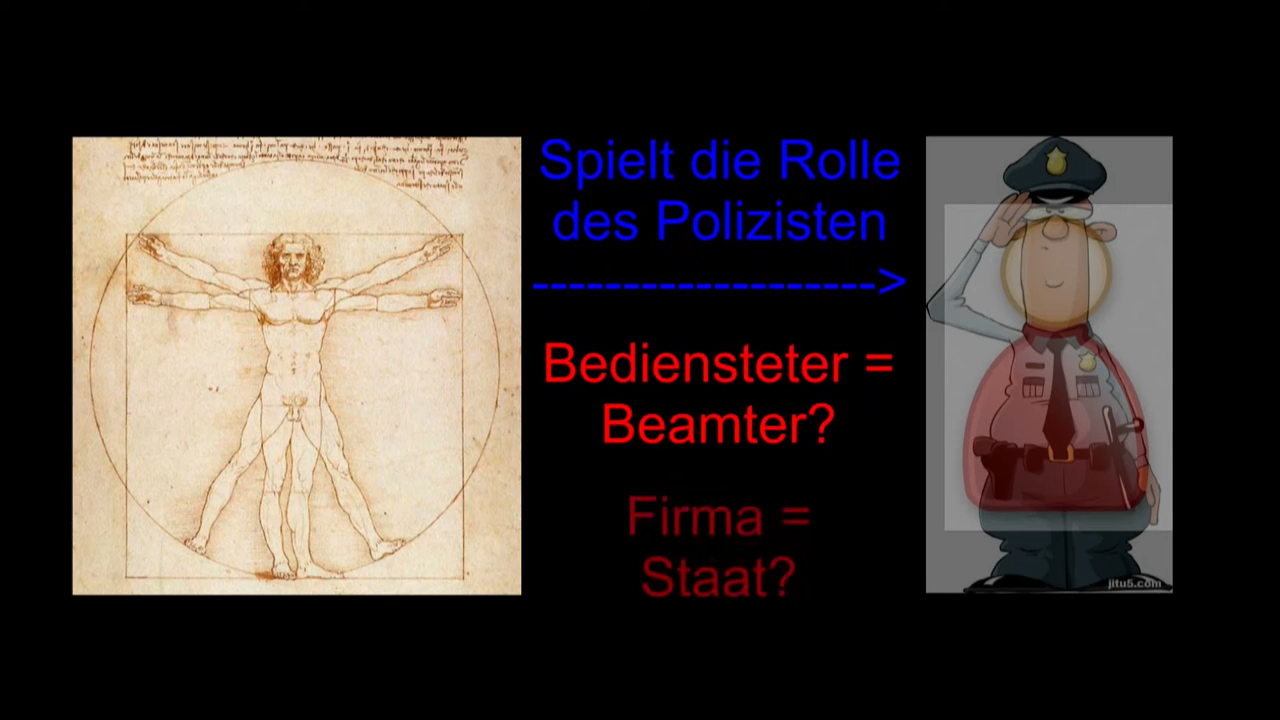 Spielt die Rolle
des Polizisten
------------------->
Bediensteter =
Beamter?
Firma =
Staat?
jitu5.com